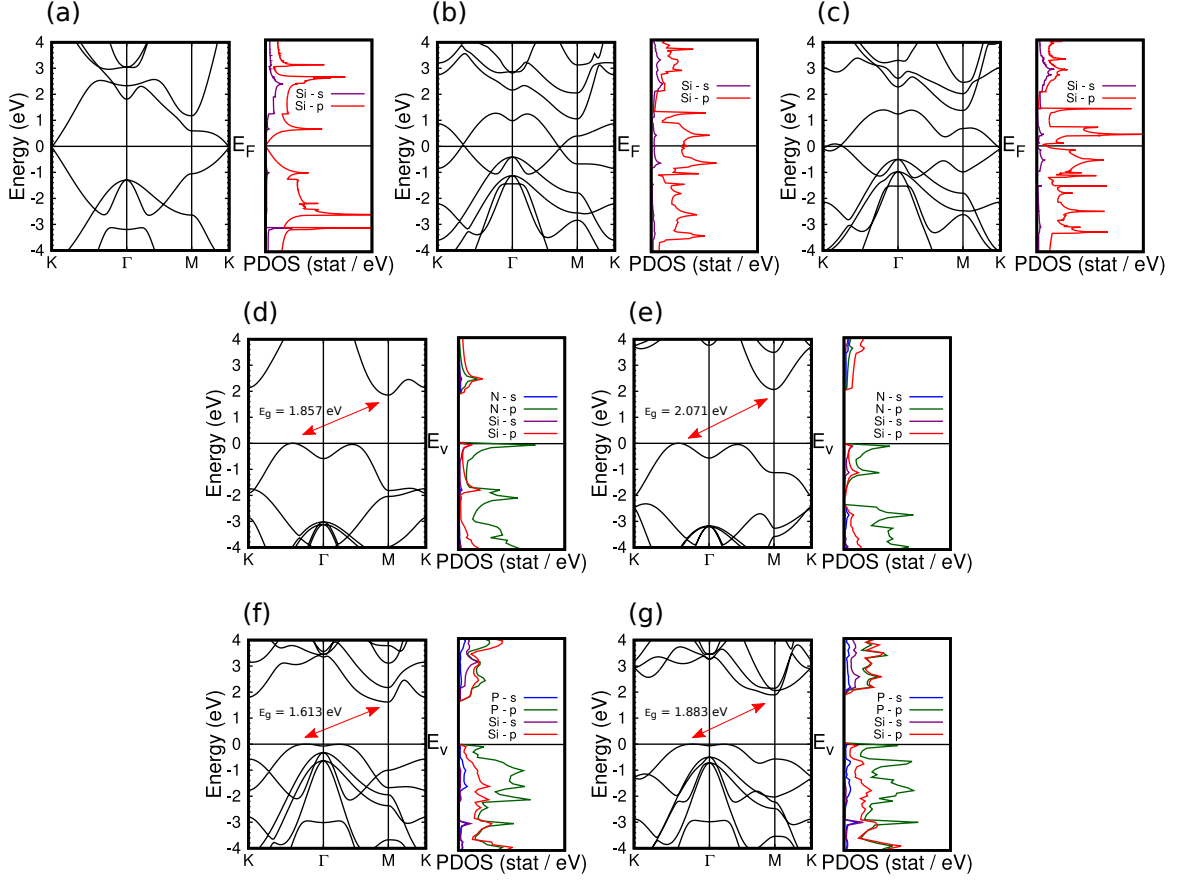 (a)
4
3
2
1
0
-1
-2
-3
-4
Energy (eV)
K Γ M K
E_F
Si - s
Si - p
PDOS (stat / eV)
(b)
4
3
2
1
0
-1
-2
-3
-4
Energy (eV)
K Γ M K
E_F
Si - s
Si - p
PDOS (stat / eV)
(c)
4
3
2
1
0
-1
-2
-3
-4
Energy (eV)
K Γ M K
E_F
Si - s
Si - p
PDOS (stat / eV)
(d)
4
3
2
1
0
-1
-2
-3
-4
Energy (eV)
E_g = 1.857 eV
K Γ M K
E_v
N - s
N - p
Si - s
Si - p
PDOS (stat / eV)
(e)
4
3
2
1
0
-1
-2
-3
-4
Energy (eV)
E_g = 2.071 eV
K Γ M K
E_v
N - s
N - p
Si - s
Si - p
PDOS (stat / eV)
(f)
4
3
2
1
0
-1
-2
-3
-4
Energy (eV)
E_g = 1.613 eV
K Γ M K
E_v
P - s
P - p
Si - s
Si - p
PDOS (stat / eV)
(g)
4
3
2
1
0
-1
-2
-3
-4
Energy (eV)
E_g = 1.883 eV
K Γ M K
E_v
P - s
P - p
Si - s
Si - p
PDOS (stat / eV)